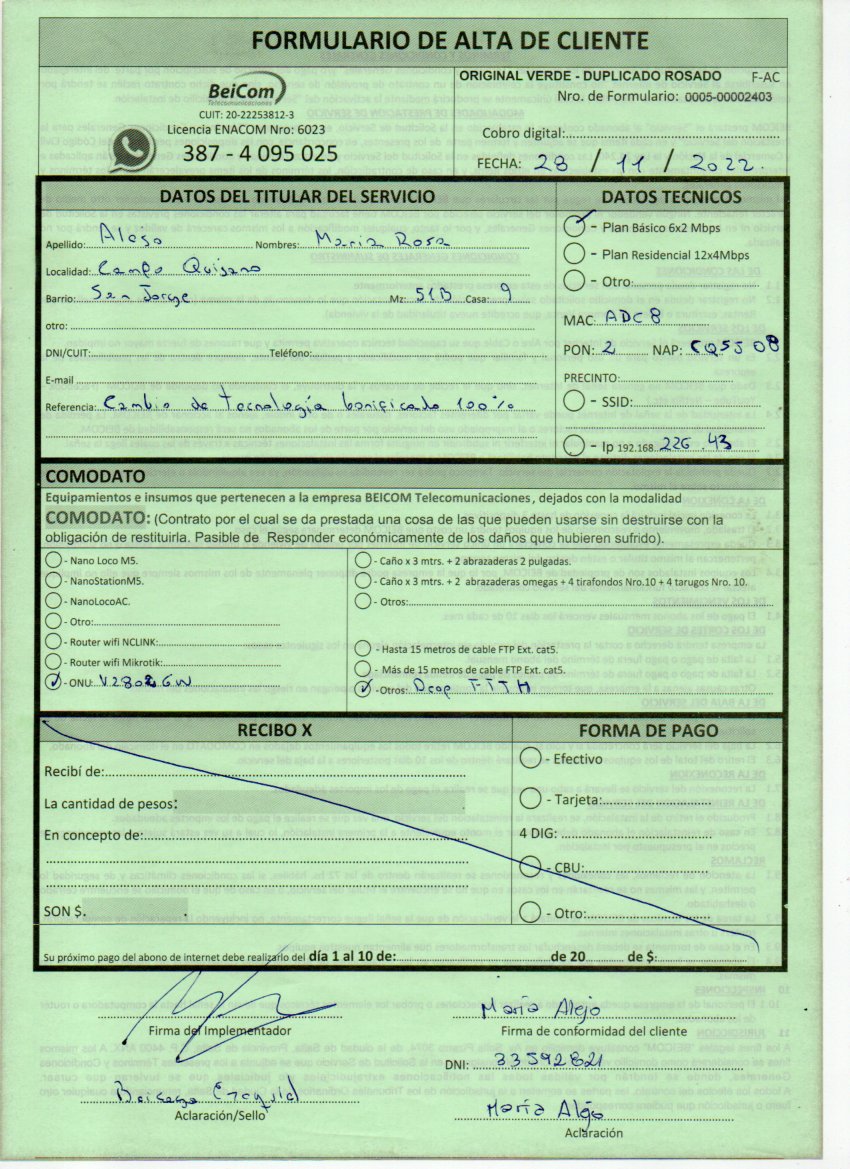 FORMULARIO DE ALTA DE CLIENTE
BeiCom
Telecomunicaciones
CUIT: 20-22253812-3
Licencia ENACOM Nro: 6023
387 - 4 095 025
ORIGINAL VERDE - DUPLICADO ROSADO F-AC
Nro. de Formulario: 0005-00002403
Cobro digital:
FECHA: 28 / 11 / 2022.
DATOS DEL TITULAR DEL SERVICIO
Apellido: Alejo Nombres: Maria Rosa
Localidad: Campo Quijano
Barrio: San Jorge Mz: 51B Casa: 9
otro:
DNI/CUIT: Teléfono:
E-mail
Referencia: Cambio de tecnología bonificado 100%
DATOS TECNICOS
- Plan Básico 6x2 Mbps
- Plan Residencial 12x4Mbps
- Otro:
MAC: ADC8
PON: 2 NAP: CQSJ 08
PRECINTO:
- SSID:
- Ip 192.168. 226 .43
COMODATO
Equipamientos e insumos que pertenecen a la empresa BEICOM Telecomunicaciones, dejados con la modalidad
COMODATO: (Contrato por el cual se da prestada una cosa de las que pueden usarse sin destruirse con la
obligación de restituirla. Pasible de Responder económicamente de los daños que hubieren sufrido).
- Nano Loco M5.
- NanoStationM5.
- NanoLocoAC.
- Otro:
- Router wifi NCLINK:
- Router wifi Mikrotik:
- ONU: V2802GW
- Caño x 3 mtrs. + 2 abrazaderas 2 pulgadas.
- Caño x 3 mtrs. + 2 abrazaderas omegas + 4 tirafondos Nro.10 + 4 tarugos Nro. 10.
- Otros:
- Hasta 15 metros de cable FTP Ext. cat5.
- Más de 15 metros de cable FTP Ext. cat5.
- Otros: Drop FTTH
RECIBO X
Recibí de:
La cantidad de pesos:
En concepto de:
SON $.
FORMA DE PAGO
- Efectivo
- Tarjeta:
4 DIG:
- CBU:
- Otro:
Su próximo pago del abono de internet debe realizarlo del día 1 al 10 de: de 20 de $:
Firma del Implementador
Aclaración/Sello
María Alejo
Firma de conformidad del cliente
DNI: 33592821
María Alejo
Aclaración